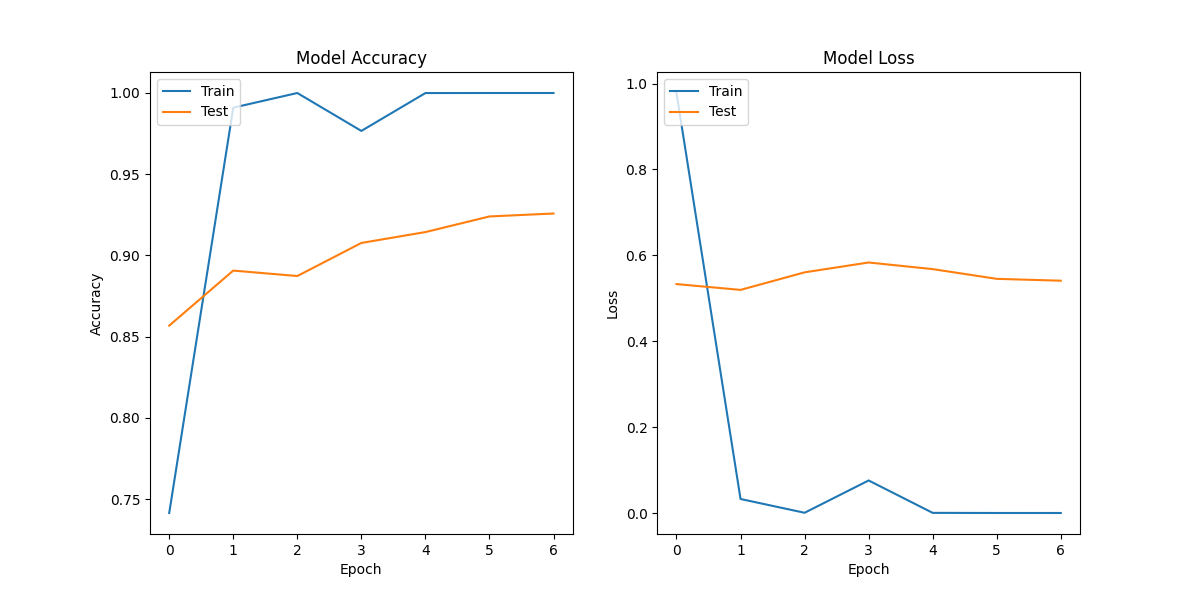 Model Accuracy
Train
Test
1.00
0.95
0.90
0.85
0.80
0.75
Accuracy
0 1 2 3 4 5 6
Epoch
Model Loss
Train
Test
1.0
0.8
0.6
0.4
0.2
0.0
Loss
0 1 2 3 4 5 6
Epoch